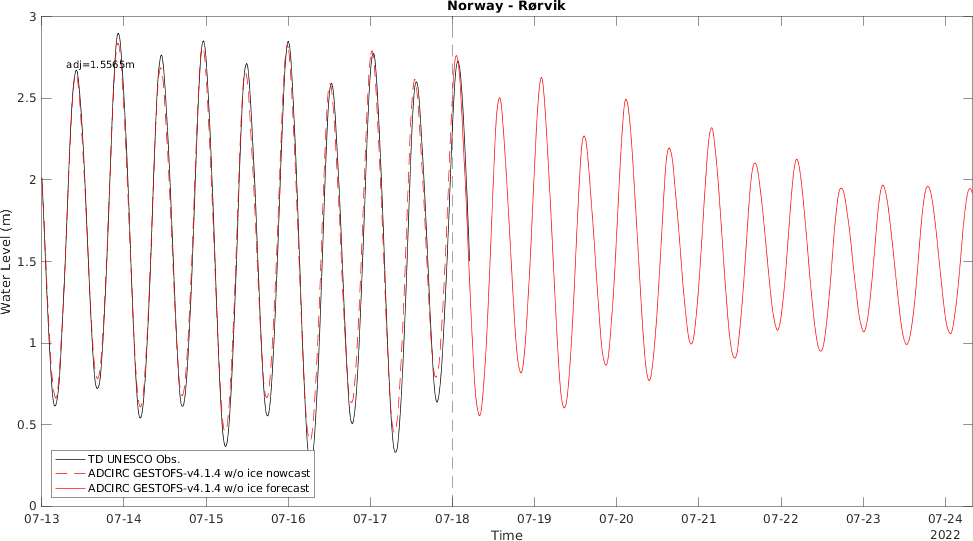 Norway - Rørvik
3
adj=1.5565m
2.5
2
Water Level (m)
1.5
1
0.5
TD UNESCO Obs.
ADCIRC GESTOFS-v4.1.4 w/o ice nowcast
ADCIRC GESTOFS-v4.1.4 w/o ice forecast
0
07-13 07-14 07-15 07-16 07-17 07-18 07-19 07-20 07-21 07-22 07-23 07-24
2022
Time